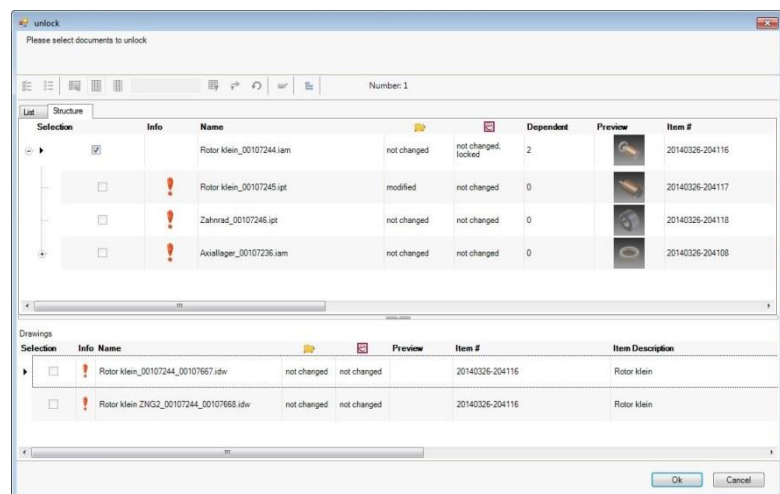 unlock
Please select documents to unlock
Number: 1
List Structure
Selection Info Name Dependent Preview Item #
Rotor klein_00107244.iam not changed not changed, locked 2 20140326-204116
Rotor klein_00107245.ipt modified not changed 0 20140326-204117
Zahnrad_00107246.ipt not changed not changed 0 20140326-204118
Axiallager_00107236.iam not changed not changed 0 20140326-204108
Drawings
Selection Info Name Preview Item # Item Description
Rotor klein_00107244_00107667.idw not changed not changed 20140326-204116 Rotor klein
Rotor klein ZNG2_00107244_00107668.idw not changed not changed 20140326-204116 Rotor klein
Ok Cancel